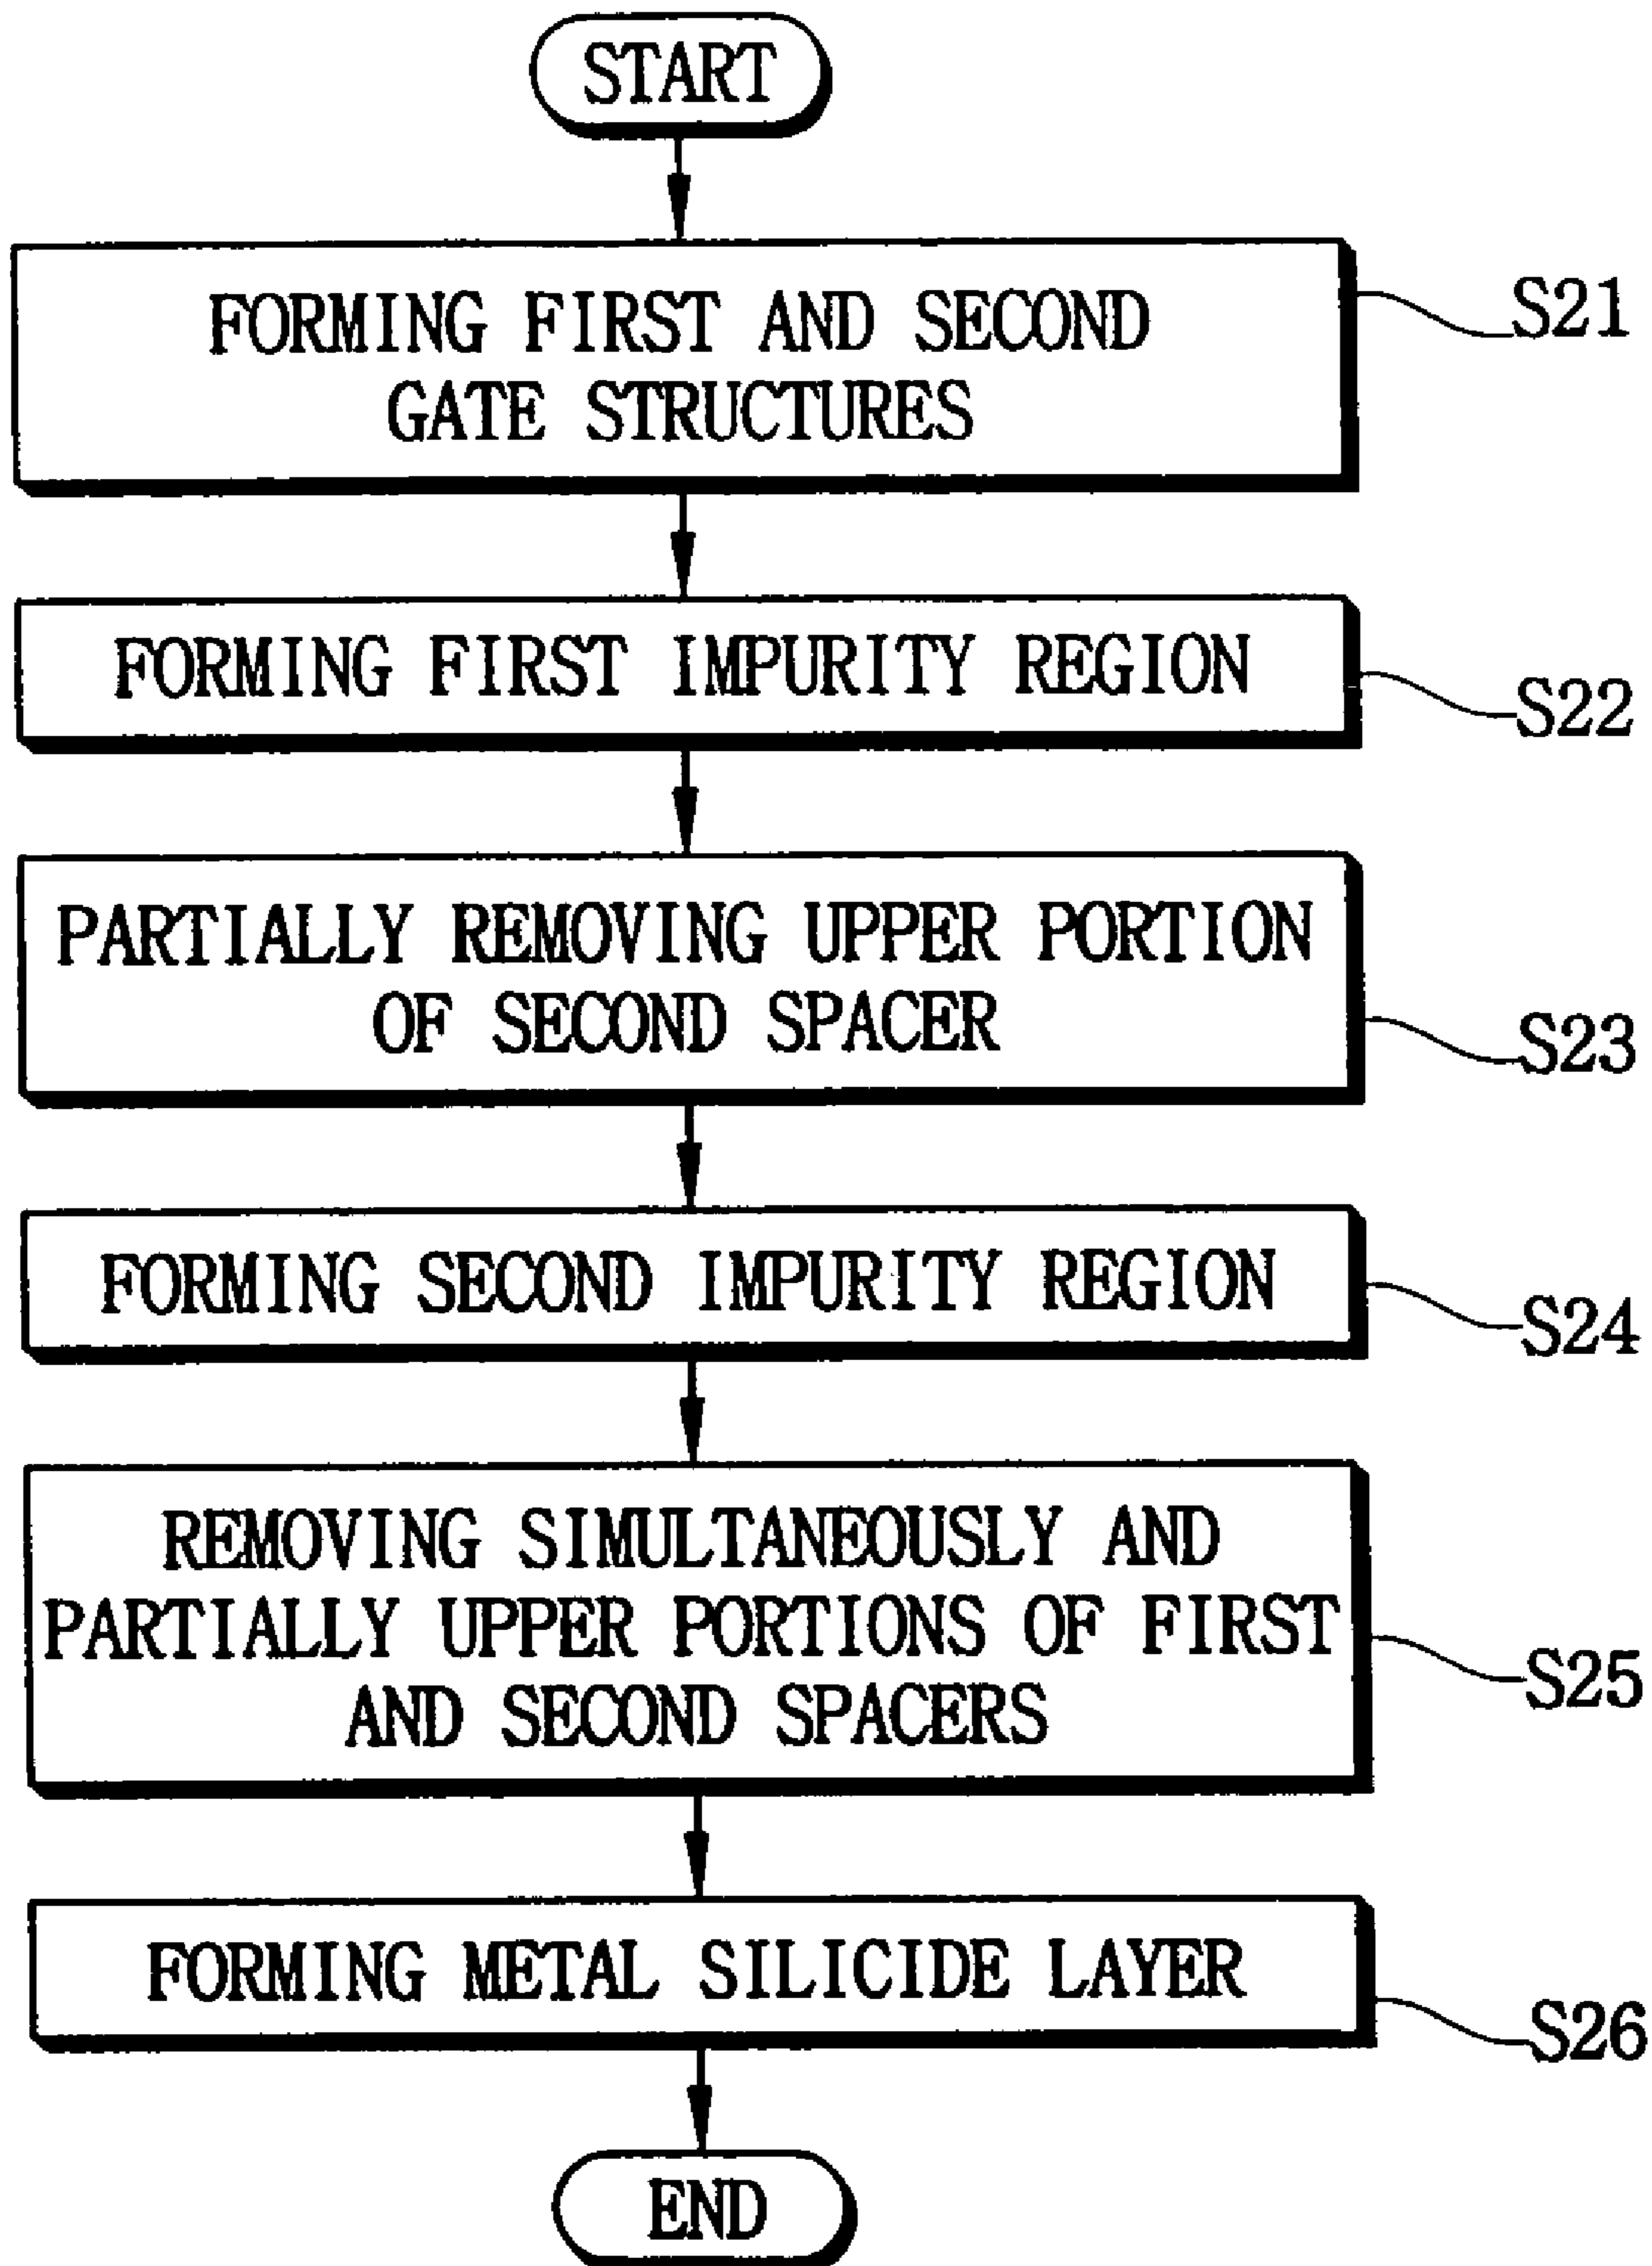 START
FORMING FIRST AND SECOND
GATE STRUCTURES
S21
FORMING FIRST IMPURITY REGION
S22
PARTIALLY REMOVING UPPER PORTION
OF SECOND SPACER
S23
FORMING SECOND IMPURITY REGION
S24
REMOVING SIMULTANEOUSLY AND
PARTIALLY UPPER PORTIONS OF FIRST
AND SECOND SPACERS
S25
FORMING METAL SILICIDE LAYER
S26
END